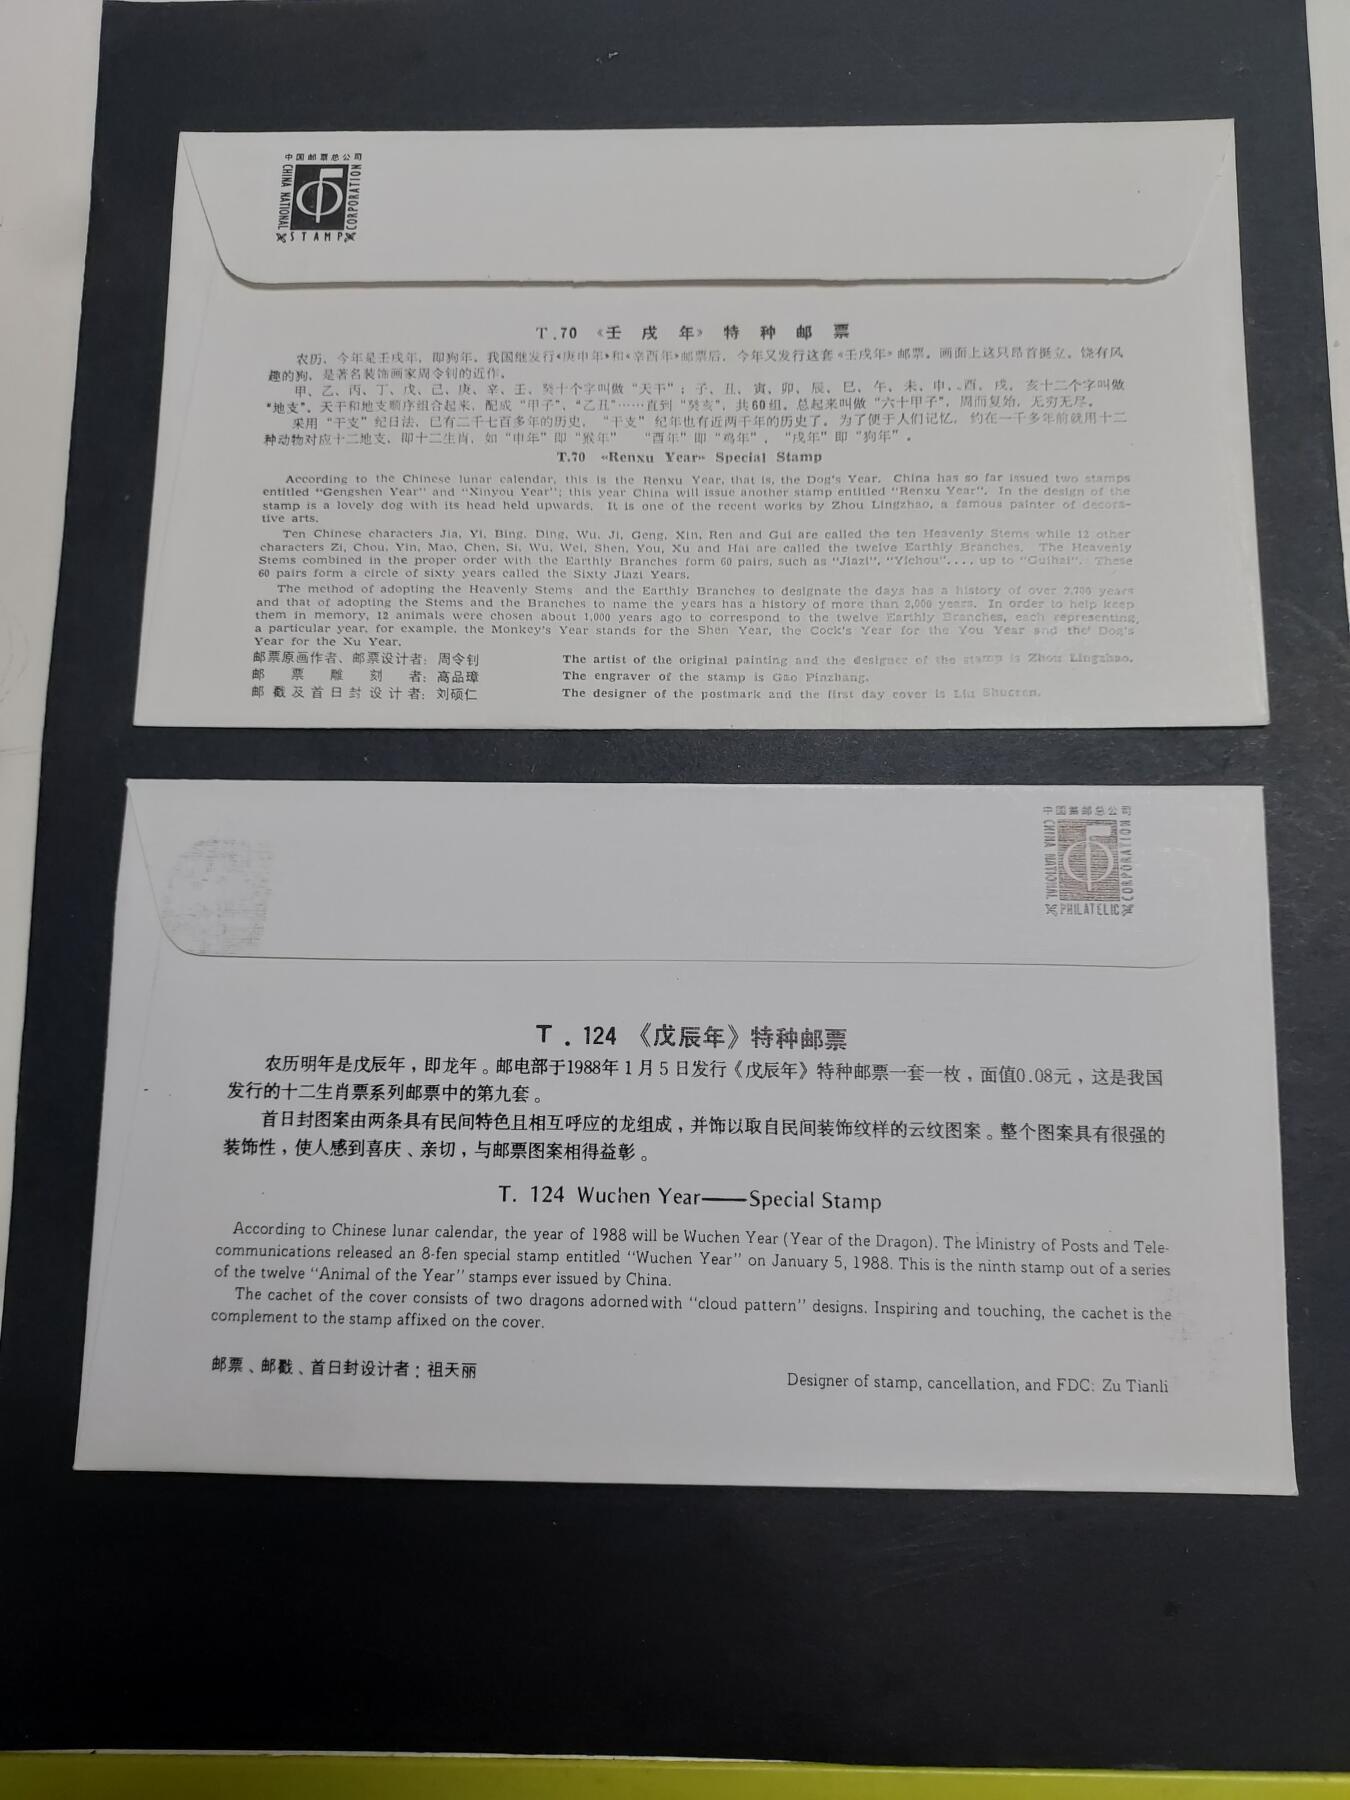 中国邮票总公司
CHINA NATIONAL
STAMP
CORPORATION
T.70 《壬戌年》特种邮票
农历，今年是壬戌年，即狗年。我国继发行《庚申年》和《辛酉年》邮票后，今年又发行这套《壬戌年》邮票。画面上这只昂首挺立，饶有风
趣的狗，是著名装饰画家周令钊的近作。
甲、乙、丙、丁、戊、己、庚、辛、壬、癸十个字叫做“天干”；子、丑、寅、卯、辰、巳、午、未、申、酉、戌、亥十二个字叫做
“地支”。天干和地支顺序组合起来，配成“甲子”，“乙丑”……直到“癸亥”，共60组。总起来叫做“六十甲子”，周而复始，无穷无尽。
采用“干支”纪日法，已有二千七百多年的历史，“干支”纪年也有近两千年的历史了。为了便于人们记忆，约在一千多年前就用十二
种动物对应十二地支，即十二生肖，如“申年”即“猴年”　“酉年”即“鸡年”，“戌年”即“狗年”。
T.70 «Renxu Year» Special Stamp
According to the Chinese lunar calendar, this is the Renxu Year, that is, the Dog's Year. China has so far issued two stamps
entitled "Gengshen Year" and "Xinyou Year"; this year China will issue another stamp entitled "Renxu Year". In the design of the
stamp is a lovely dog with its head held upwards. It is one of the recent works by Zhou Lingzhao, a famous painter of decora-
tive arts.
Ten Chinese characters Jia, Yi, Bing, Ding, Wu, Ji, Geng, Xin, Ren and Gui are called the ten Heavenly Stems while 12 other
characters Zi, Chou, Yin, Mao, Chen, Si, Wu, Wei, Shen, You, Xu and Hai are called the twelve Earthly Branches. The Heavenly
Stems combined in the proper order with the Earthly Branches form 60 pairs, such as "Jiazi", "Yichou".... up to "Guihai". These
60 pairs form a circle of sixty years called the Sixty Jiazi Years.
The method of adopting the Heavenly Stems and the Earthly Branches to designate the days has a history of over 2,700 years
and that of adopting the Stems and the Branches to name the years has a history of more than 2,000 years. In order to help keep
them in memory, 12 animals were chosen about 1,000 years ago to correspond to the twelve Earthly Branches, each representing,
a particular year, for example, the Monkey's Year stands for the Shen Year, the Cock's Year for the You Year and the Dog's
Year for the Xu Year.
邮票原画作者、邮票设计者：周令钊 The artist of the original painting and the designer of the stamp is Zhou Lingzhao.
邮票雕刻者：高品璋 The engraver of the stamp is Gao Pinzhang.
邮戳及首日封设计者：刘硕仁 The designer of the postmark and the first day cover is Liu Shuoren.
中国集邮总公司
CHINA NATIONAL
PHILATELIC
CORPORATION
T．124《戊辰年》特种邮票
农历明年是戊辰年，即龙年。邮电部于1988年1月5日发行《戊辰年》特种邮票一套一枚，面值0.08元，这是我国
发行的十二生肖票系列邮票中的第九套。
首日封图案由两条具有民间特色且相互呼应的龙组成，并饰以取自民间装饰纹样的云纹图案。整个图案具有很强的
装饰性，使人感到喜庆、亲切，与邮票图案相得益彰。
T. 124 Wuchen Year——Special Stamp
According to Chinese lunar calendar, the year of 1988 will be Wuchen Year (Year of the Dragon). The Ministry of Posts and Tele-
communications released an 8-fen special stamp entitled "Wuchen Year" on January 5, 1988. This is the ninth stamp out of a series
of the twelve "Animal of the Year" stamps ever issued by China.
The cachet of the cover consists of two dragons adorned with "cloud pattern" designs. Inspiring and touching, the cachet is the
complement to the stamp affixed on the cover.
邮票、邮戳、首日封设计者：祖天丽
Designer of stamp, cancellation, and FDC: Zu Tianli